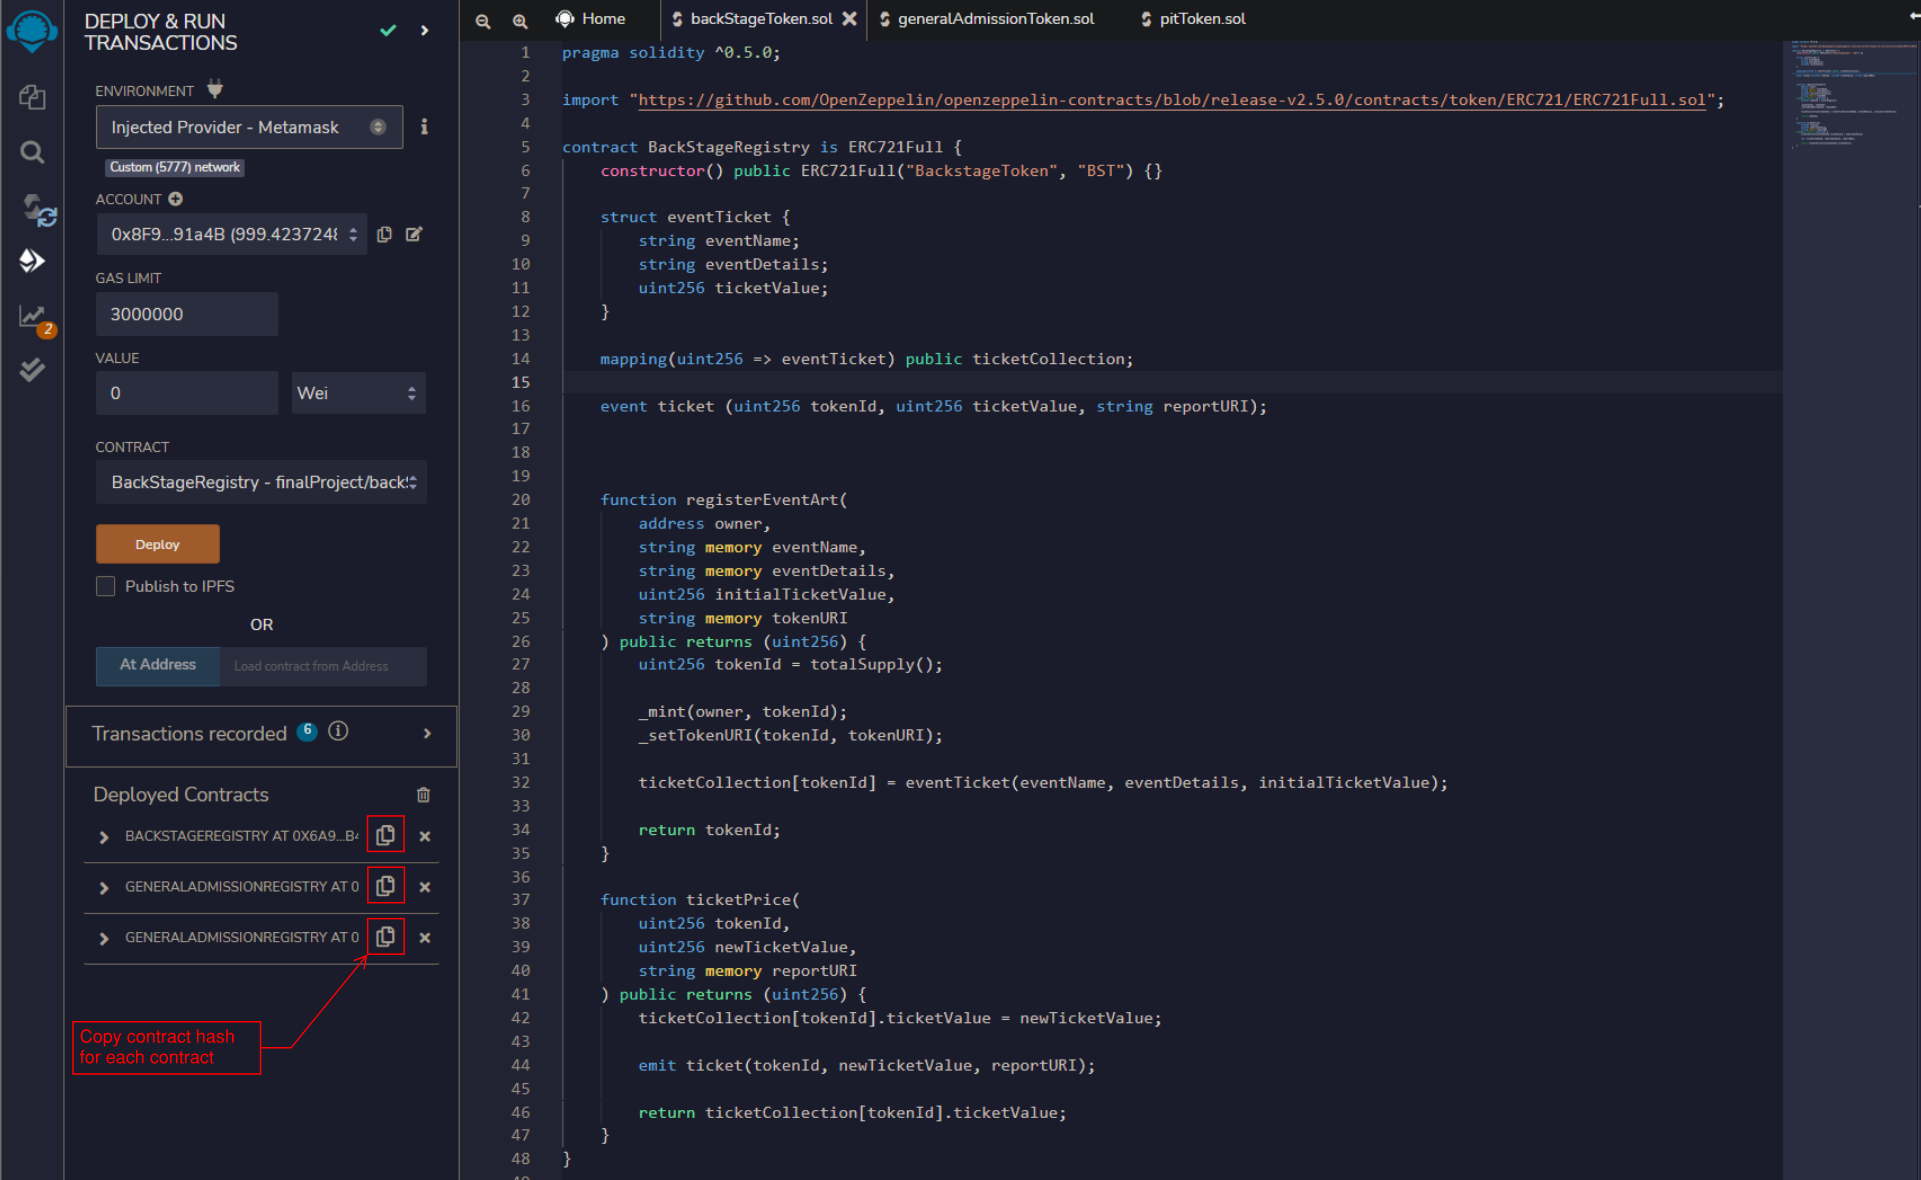 DEPLOY & RUN
TRANSACTIONS
ENVIRONMENT
Injected Provider - Metamask
Custom (5777) network
ACCOUNT
0x8F9...91a4B (999.4237248
GAS LIMIT
3000000
VALUE
0
Wei
CONTRACT
BackStageRegistry - finalProject/back
Deploy
Publish to IPFS
OR
At Address
Load contract from Address
Transactions recorded 6
Deployed Contracts
BACKSTAGEREGISTRY AT 0X6A9...B4
GENERALADMISSIONREGISTRY AT 0
GENERALADMISSIONREGISTRY AT 0
Copy contract hash
for each contract
2
Home
backStageToken.sol
generalAdmissionToken.sol
pitToken.sol
1 pragma solidity ^0.5.0;
2
3 import "https://github.com/OpenZeppelin/openzeppelin-contracts/blob/release-v2.5.0/contracts/token/ERC721/ERC721Full.sol";
4
5 contract BackStageRegistry is ERC721Full {
6 constructor() public ERC721Full("BackstageToken", "BST") {}
7
8 struct eventTicket {
9 string eventName;
10 string eventDetails;
11 uint256 ticketValue;
12 }
13
14 mapping(uint256 => eventTicket) public ticketCollection;
15
16 event ticket (uint256 tokenId, uint256 ticketValue, string reportURI);
17
18
19
20 function registerEventArt(
21 address owner,
22 string memory eventName,
23 string memory eventDetails,
24 uint256 initialTicketValue,
25 string memory tokenURI
26 ) public returns (uint256) {
27 uint256 tokenId = totalSupply();
28
29 _mint(owner, tokenId);
30 _setTokenURI(tokenId, tokenURI);
31
32 ticketCollection[tokenId] = eventTicket(eventName, eventDetails, initialTicketValue);
33
34 return tokenId;
35 }
36
37 function ticketPrice(
38 uint256 tokenId,
39 uint256 newTicketValue,
40 string memory reportURI
41 ) public returns (uint256) {
42 ticketCollection[tokenId].ticketValue = newTicketValue;
43
44 emit ticket(tokenId, newTicketValue, reportURI);
45
46 return ticketCollection[tokenId].ticketValue;
47 }
48 }